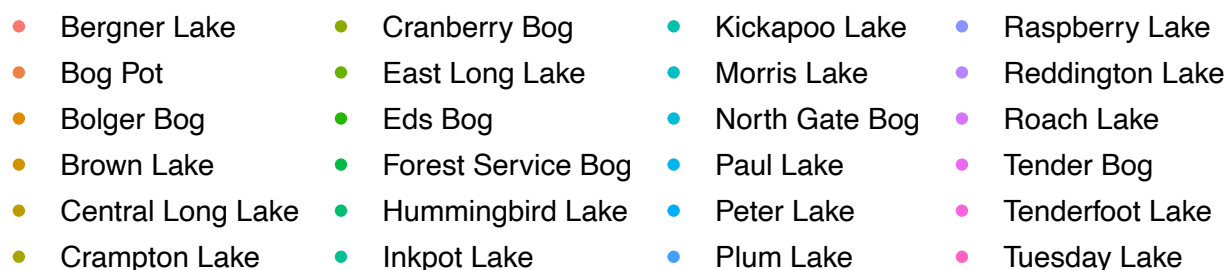 Bergner Lake
Bog Pot
Bolger Bog
Brown Lake
Central Long Lake
Crampton Lake
Cranberry Bog
East Long Lake
Eds Bog
Forest Service Bog
Hummingbird Lake
Inkpot Lake
Kickapoo Lake
Morris Lake
North Gate Bog
Paul Lake
Peter Lake
Plum Lake
Raspberry Lake
Reddington Lake
Roach Lake
Tender Bog
Tenderfoot Lake
Tuesday Lake